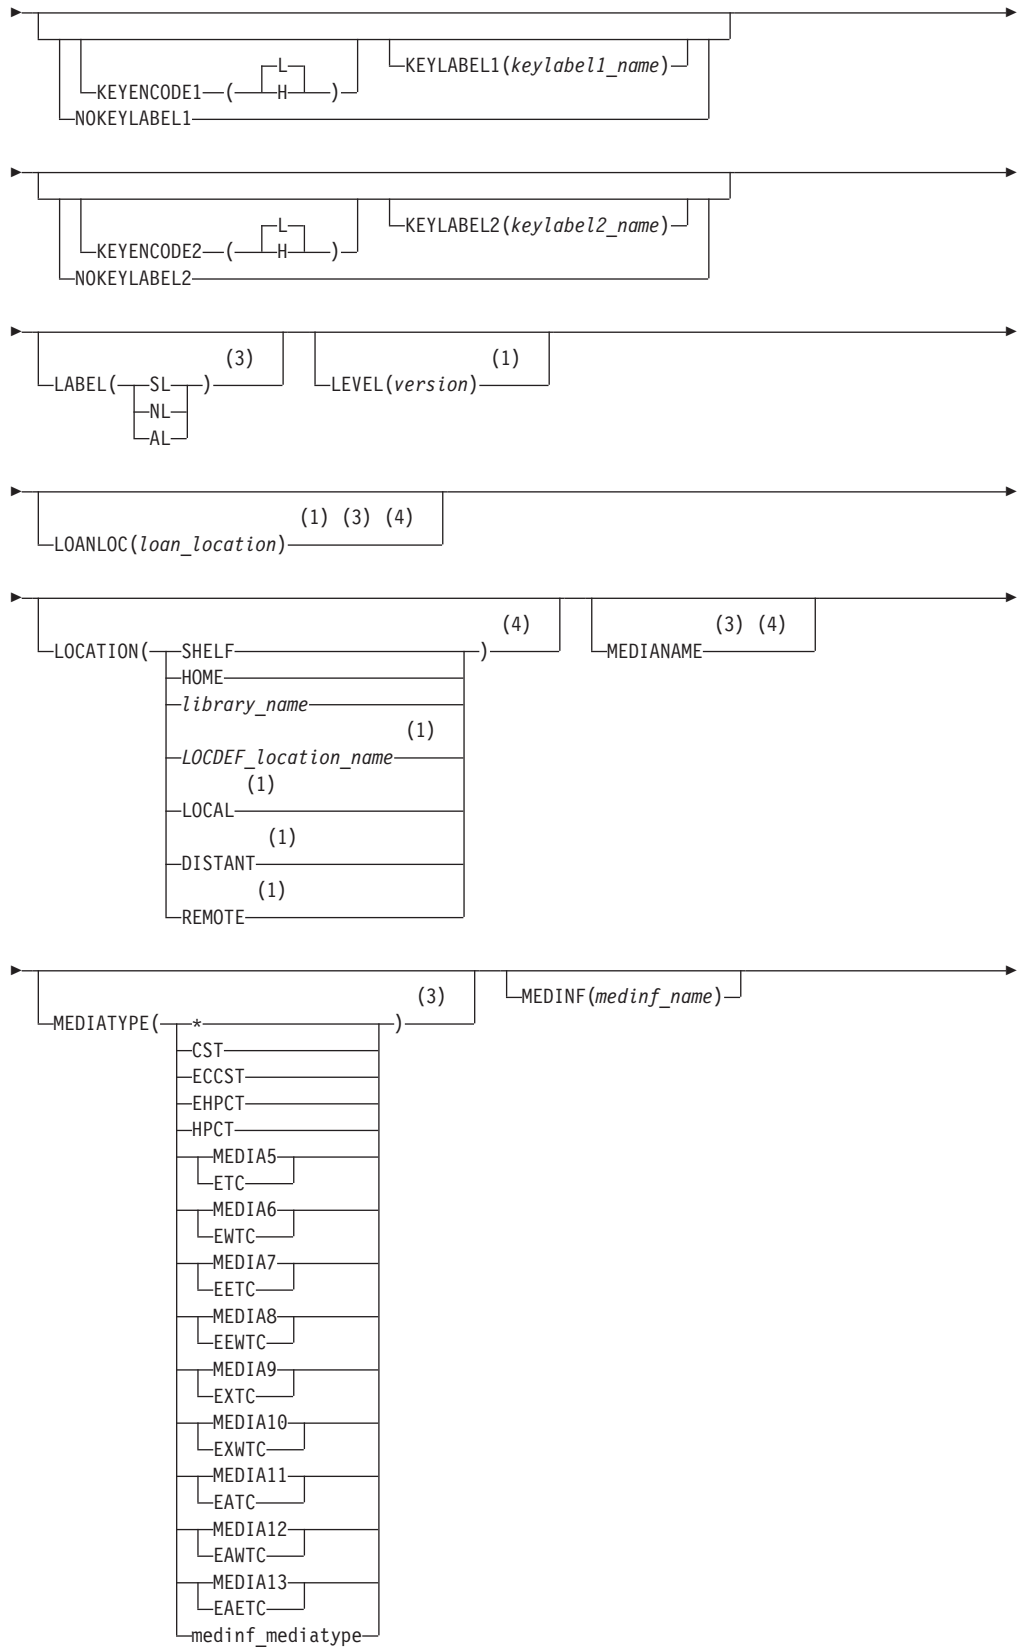 L
KEYENCODE1 ( H ) KEYLABEL1(keylabel1_name)
NOKEYLABEL1
L
KEYENCODE2 ( H ) KEYLABEL2(keylabel2_name)
NOKEYLABEL2
(3) (1)
LABEL( SL ) LEVEL(version)
NL
AL
(1) (3) (4)
LOANLOC(loan_location)
(4) (3) (4)
LOCATION( SHELF ) MEDIANAME
HOME
library_name
(1)
LOCDEF_location_name
(1)
LOCAL
(1)
DISTANT
(1)
REMOTE
(3) MEDINF(medinf_name)
MEDIATYPE( * )
CST
ECCST
EHPCT
HPCT
MEDIA5
ETC
MEDIA6
EWTC
MEDIA7
EETC
MEDIA8
EEWTC
MEDIA9
EXTC
MEDIA10
EXWTC
MEDIA11
EATC
MEDIA12
EAWTC
MEDIA13
EAETC
medinf_mediatype